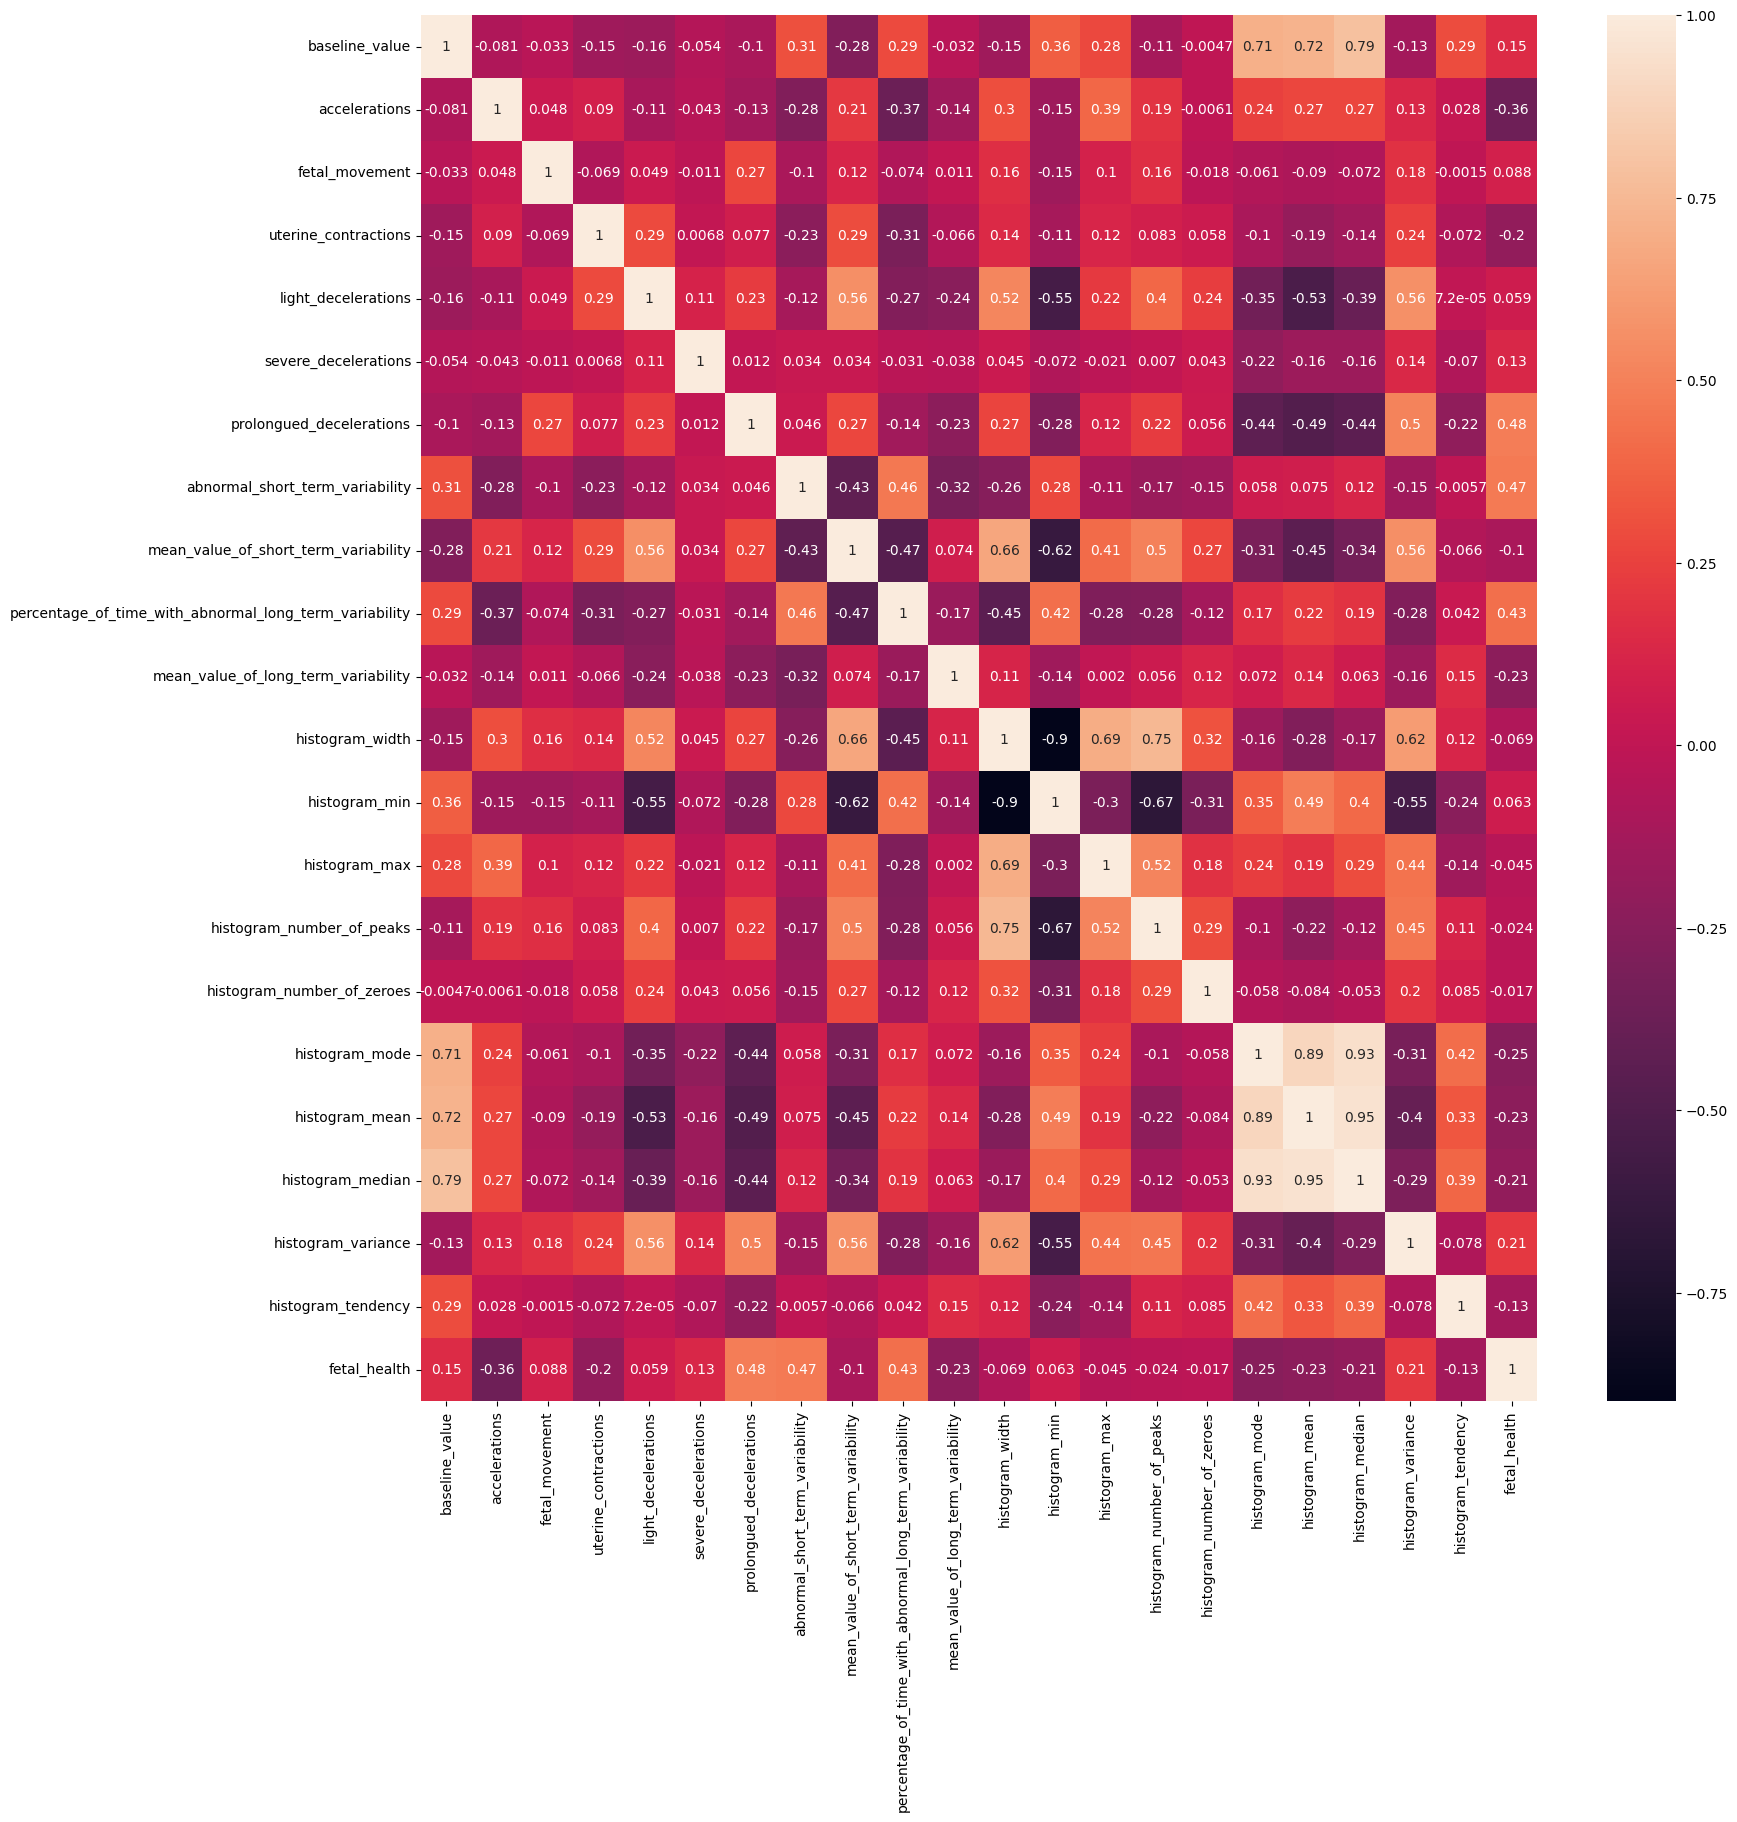 baseline_value 1 -0.081 -0.033 -0.15 -0.16 -0.054 -0.1 0.31 -0.28 0.29 -0.032 -0.15 0.36 0.28 -0.11 -0.0047 0.71 0.72 0.79 -0.13 0.29 0.15
accelerations -0.081 1 0.048 0.09 -0.11 -0.043 -0.13 -0.28 0.21 -0.37 -0.14 0.3 -0.15 0.39 0.19 -0.0061 0.24 0.27 0.27 0.13 0.028 -0.36
fetal_movement -0.033 0.048 1 -0.069 0.049 -0.011 0.27 -0.1 0.12 -0.074 0.011 0.16 -0.15 0.1 0.16 -0.018 -0.061 -0.09 -0.072 0.18 -0.0015 0.088
uterine_contractions -0.15 0.09 -0.069 1 0.29 0.0068 0.077 -0.23 0.29 -0.31 -0.066 0.14 -0.11 0.12 0.083 0.058 -0.1 -0.19 -0.14 0.24 -0.072 -0.2
light_decelerations -0.16 -0.11 0.049 0.29 1 0.11 0.23 -0.12 0.56 -0.27 -0.24 0.52 -0.55 0.22 0.4 0.24 -0.35 -0.53 -0.39 0.56 7.2e-05 0.059
severe_decelerations -0.054 -0.043 -0.011 0.0068 0.11 1 0.012 0.034 0.034 -0.031 -0.038 0.045 -0.072 -0.021 0.007 0.043 -0.22 -0.16 -0.16 0.14 -0.07 0.13
prolongued_decelerations -0.1 -0.13 0.27 0.077 0.23 0.012 1 0.046 0.27 -0.14 -0.23 0.27 -0.28 0.12 0.22 0.056 -0.44 -0.49 -0.44 0.5 -0.22 0.48
abnormal_short_term_variability 0.31 -0.28 -0.1 -0.23 -0.12 0.034 0.046 1 -0.43 0.46 -0.32 -0.26 0.28 -0.11 -0.17 -0.15 0.058 0.075 0.12 -0.15 -0.0057 0.47
mean_value_of_short_term_variability -0.28 0.21 0.12 0.29 0.56 0.034 0.27 -0.43 1 -0.47 0.074 0.66 -0.62 0.41 0.5 0.27 -0.31 -0.45 -0.34 0.56 -0.066 -0.1
percentage_of_time_with_abnormal_long_term_variability 0.29 -0.37 -0.074 -0.31 -0.27 -0.031 -0.14 0.46 -0.47 1 -0.17 -0.45 0.42 -0.28 -0.28 -0.12 0.17 0.22 0.19 -0.28 0.042 0.43
mean_value_of_long_term_variability -0.032 -0.14 0.011 -0.066 -0.24 -0.038 -0.23 -0.32 0.074 -0.17 1 0.11 -0.14 0.002 0.056 0.12 0.072 0.14 0.063 -0.16 0.15 -0.23
histogram_width -0.15 0.3 0.16 0.14 0.52 0.045 0.27 -0.26 0.66 -0.45 0.11 1 -0.9 0.69 0.75 0.32 -0.16 -0.28 -0.17 0.62 0.12 -0.069
histogram_min 0.36 -0.15 -0.15 -0.11 -0.55 -0.072 -0.28 0.28 -0.62 0.42 -0.14 -0.9 1 -0.3 -0.67 -0.31 0.35 0.49 0.4 -0.55 -0.24 0.063
histogram_max 0.28 0.39 0.1 0.12 0.22 -0.021 0.12 -0.11 0.41 -0.28 0.002 0.69 -0.3 1 0.52 0.18 0.24 0.19 0.29 0.44 -0.14 -0.045
histogram_number_of_peaks -0.11 0.19 0.16 0.083 0.4 0.007 0.22 -0.17 0.5 -0.28 0.056 0.75 -0.67 0.52 1 0.29 -0.1 -0.22 -0.12 0.45 0.11 -0.024
histogram_number_of_zeroes -0.0047 -0.0061 -0.018 0.058 0.24 0.043 0.056 -0.15 0.27 -0.12 0.12 0.32 -0.31 0.18 0.29 1 -0.058 -0.084 -0.053 0.2 0.085 -0.017
histogram_mode 0.71 0.24 -0.061 -0.1 -0.35 -0.22 -0.44 0.058 -0.31 0.17 0.072 -0.16 0.35 0.24 -0.1 -0.058 1 0.89 0.93 -0.31 0.42 -0.25
histogram_mean 0.72 0.27 -0.09 -0.19 -0.53 -0.16 -0.49 0.075 -0.45 0.22 0.14 -0.28 0.49 0.19 -0.22 -0.084 0.89 1 0.95 -0.4 0.33 -0.23
histogram_median 0.79 0.27 -0.072 -0.14 -0.39 -0.16 -0.44 0.12 -0.34 0.19 0.063 -0.17 0.4 0.29 -0.12 -0.053 0.93 0.95 1 -0.29 0.39 -0.21
histogram_variance -0.13 0.13 0.18 0.24 0.56 0.14 0.5 -0.15 0.56 -0.28 -0.16 0.62 -0.55 0.44 0.45 0.2 -0.31 -0.4 -0.29 1 -0.078 0.21
histogram_tendency 0.29 0.028 -0.0015 -0.072 7.2e-05 -0.07 -0.22 -0.0057 -0.066 0.042 0.15 0.12 -0.24 -0.14 0.11 0.085 0.42 0.33 0.39 -0.078 1 -0.13
fetal_health 0.15 -0.36 0.088 -0.2 0.059 0.13 0.48 0.47 -0.1 0.43 -0.23 -0.069 0.063 -0.045 -0.024 -0.017 -0.25 -0.23 -0.21 0.21 -0.13 1
baseline_value
accelerations
fetal_movement
uterine_contractions
light_decelerations
severe_decelerations
prolongued_decelerations
abnormal_short_term_variability
mean_value_of_short_term_variability
percentage_of_time_with_abnormal_long_term_variability
mean_value_of_long_term_variability
histogram_width
histogram_min
histogram_max
histogram_number_of_peaks
histogram_number_of_zeroes
histogram_mode
histogram_mean
histogram_median
histogram_variance
histogram_tendency
fetal_health
1.00
0.75
0.50
0.25
0.00
−0.25
−0.50
−0.75